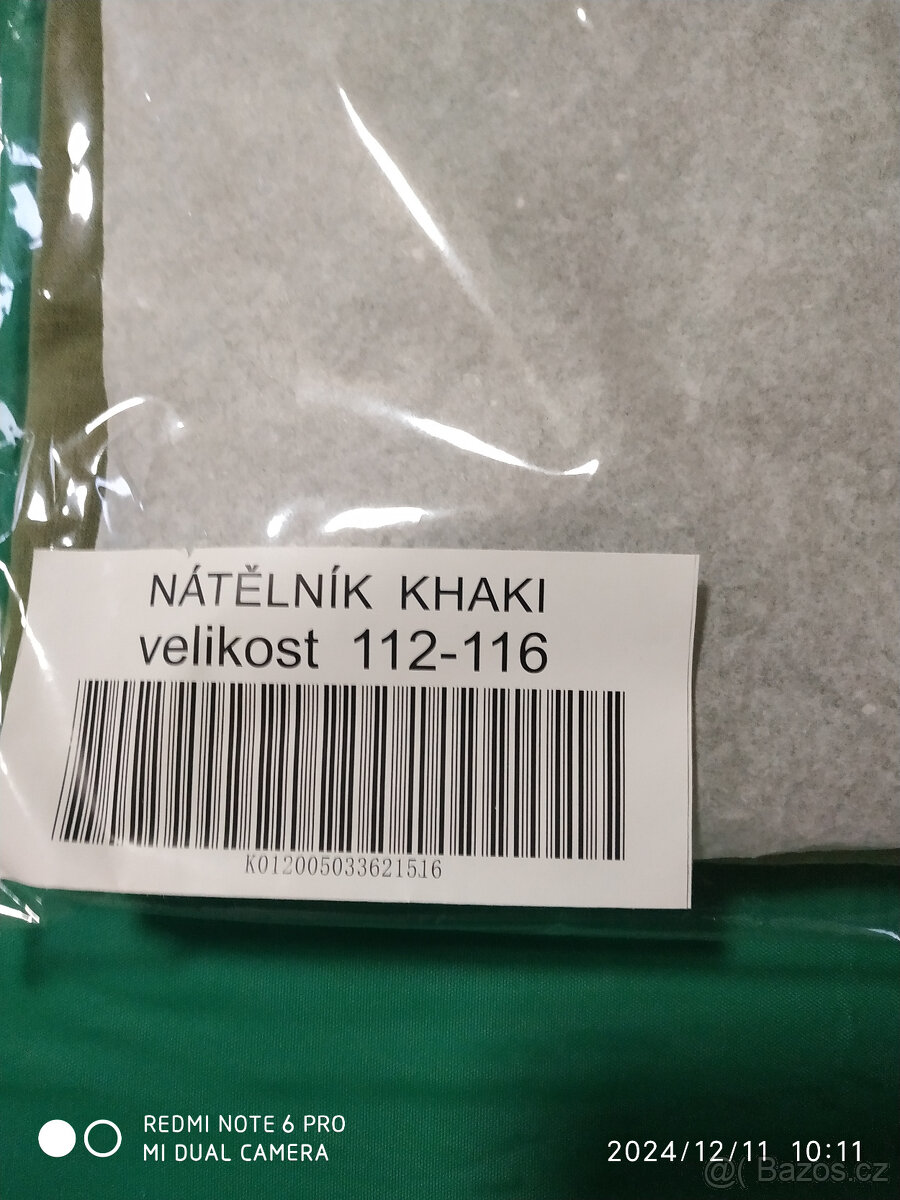 NÁTĚLNÍK KHAKI
velikost 112-116
K012005033621516
REDMI NOTE 6 PRO
MI DUAL CAMERA
2024/12/11 10:11
@( Bazos.cz